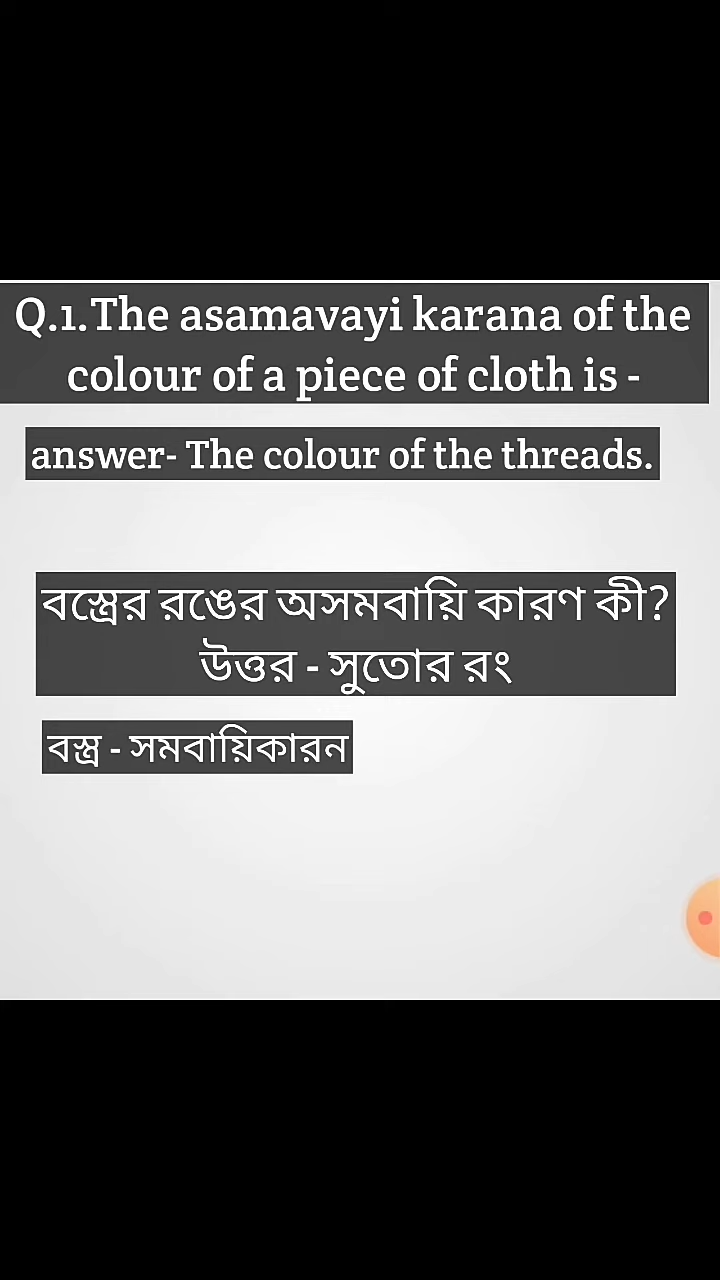 Q.1.The asamavayi karana of the
colour of a piece of cloth is -
answer- The colour of the threads.
বস্ত্রের রঙের অসমবায়ি কারণ কী?
উত্তর - সুতোর রং
বস্ত্র - সমবায়িকারন